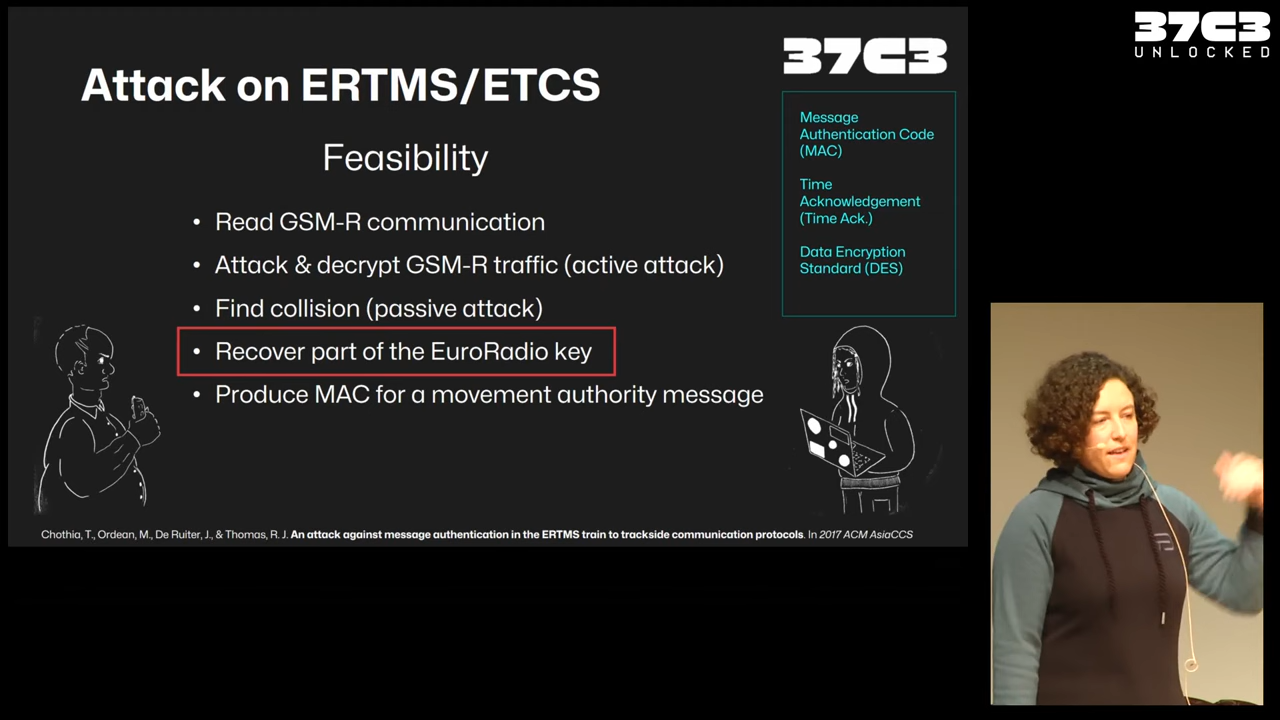 37C3
UNLOCKED
Attack on ERTMS/ETCS
37C3
Feasibility
• Read GSM-R communication
• Attack & decrypt GSM-R traffic (active attack)
• Find collision (passive attack)
• Recover part of the EuroRadio key
• Produce MAC for a movement authority message
Message
Authentication Code
(MAC)
Time
Acknowledgement
(Time Ack.)
Data Encryption
Standard (DES)
Chothia, T., Ordean, M., De Ruiter, J., & Thomas, R. J. An attack against message authentication in the ERTMS train to trackside communication protocols. In 2017 ACM AsiaCCS